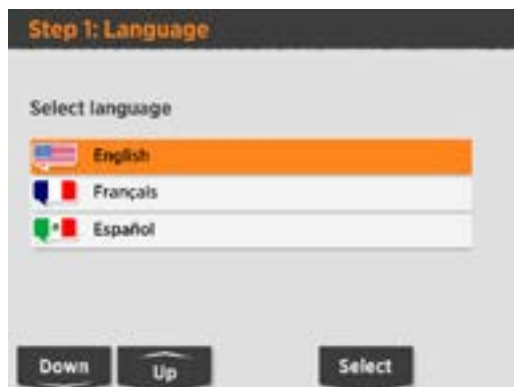 Step 1: Language
Select language
English
Français
Español
Down
Up
Select